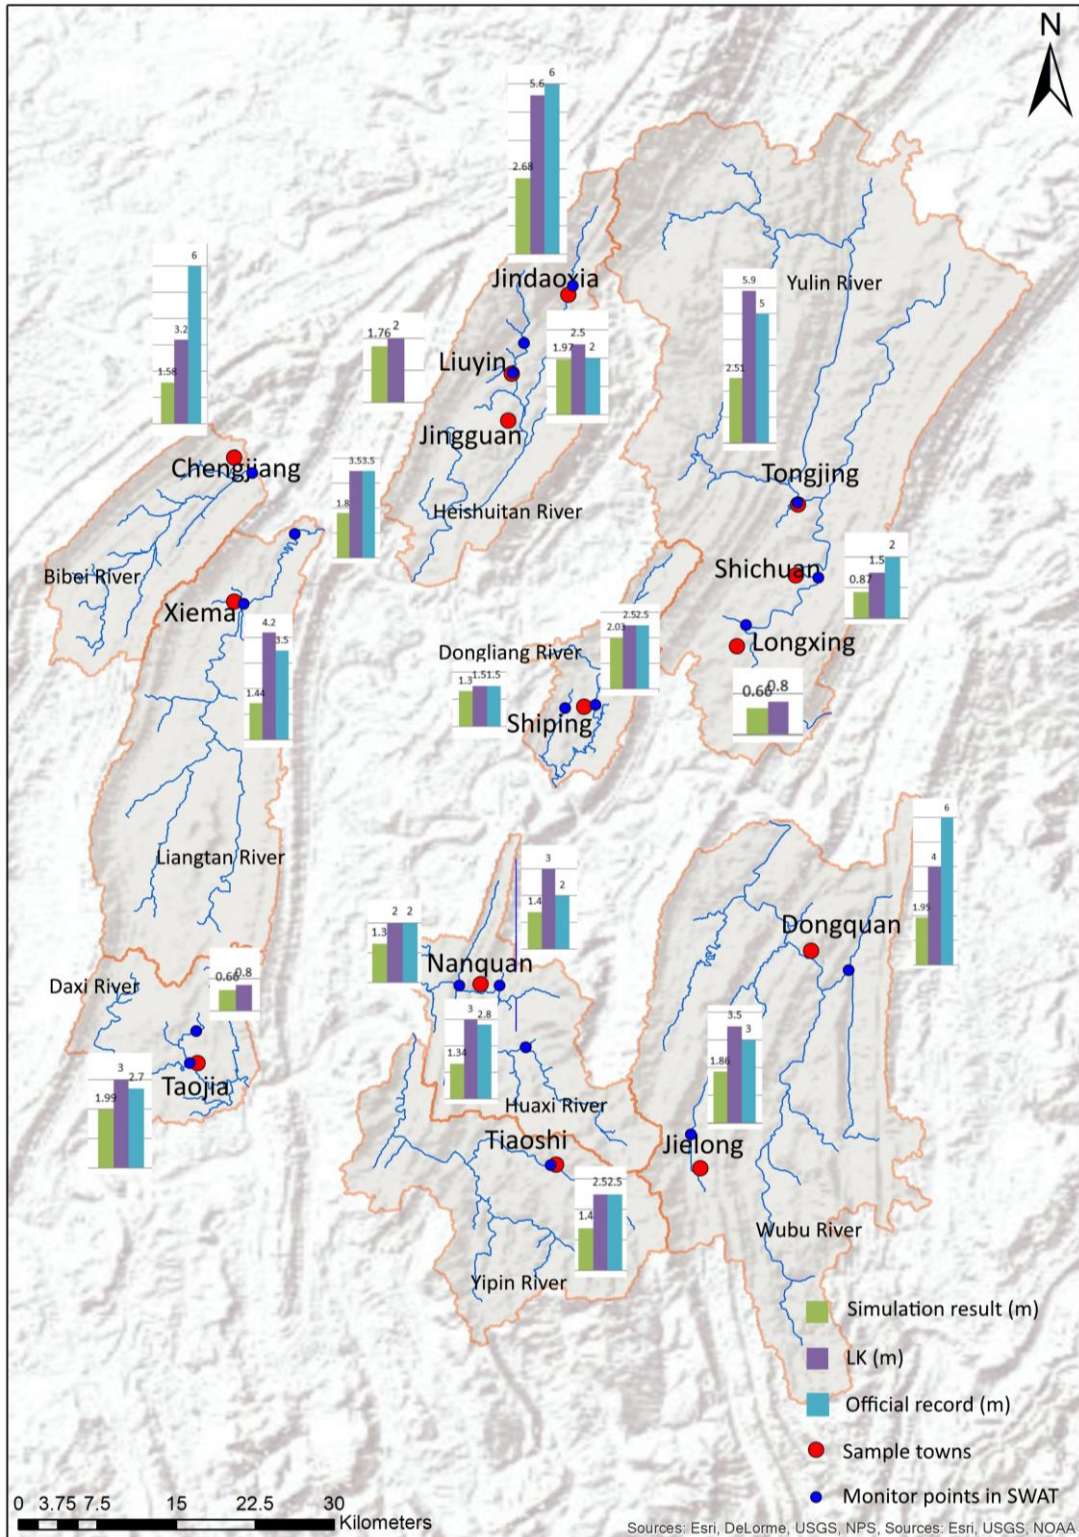 N
5.6
6
2.68
Jindaoxia
6
3.2
1.58
Chengjiang
5.9
5
2.51
Yulin River
1.76
2
Liuyin
2.5
1.97
2
Jingguan
Heishuitan River
3.5
3.5
1.8
Tongjing
Bibei River
Xiema
4.2
3.5
1.44
Shichuan
2
1.5
0.87
Longxing
0.66
0.8
Dongliang River
2.5
2.5
2.03
1.3
1.5
1.5
Shiping
Liangtan River
6
4
1.95
Dongquan
3
2
1.4
2
2
1.3
Nanquan
Daxi River
0.66
0.8
3
2.8
1.34
3.5
3
1.86
3
2.7
1.99
Taojia
Huaxi River
Tiaoshi
Jielong
2.5
2.5
1.4
Wubu River
Yipin River
Simulation result (m)
LK (m)
Official record (m)
Sample towns
Monitor points in SWAT
0 3.75 7.5 15 22.5 30
Kilometers
Sources: Esri, DeLorme, USGS, NPS, Sources: Esri, USGS, NOAA